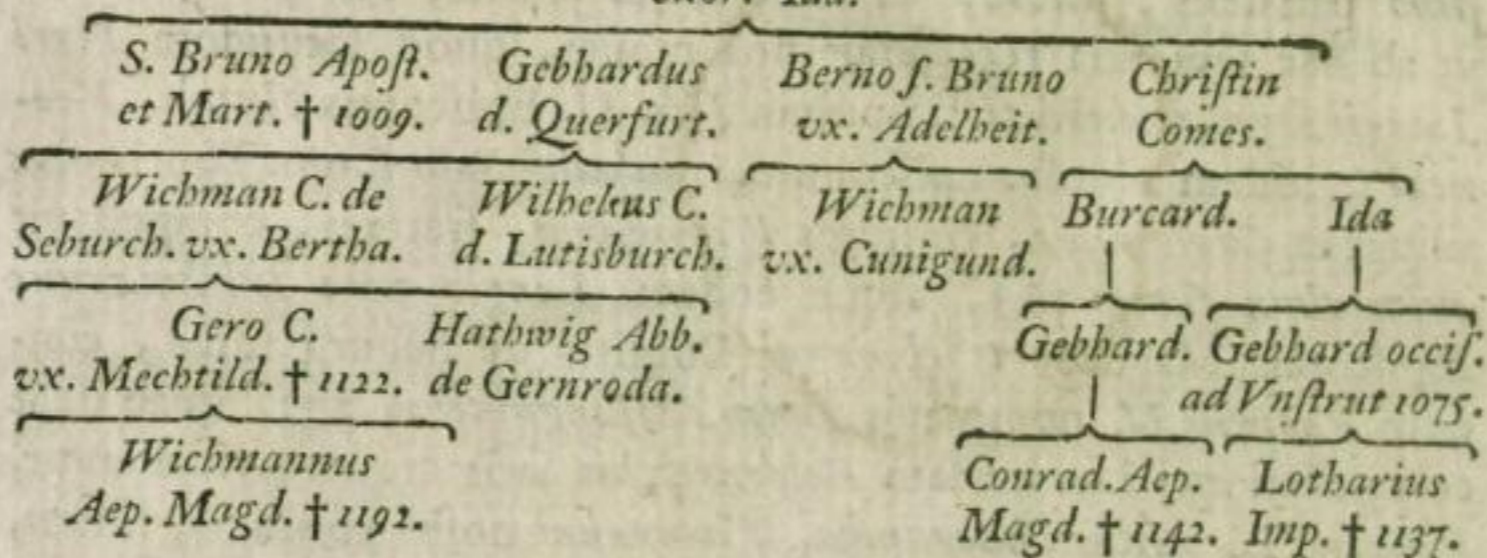 S. Bruno Apoſt. Gebhardus Berno ſ. Bruno Chriſtin
et Mart. † 1009. d. Querfurt. vx. Adelheit. Comes.
Wichman C. de Wilhelmus C. Wichman Burcard. Ida
Seburch. vx. Bertha. d. Lutisburch. vx. Cunigund.
Gero C. Hathwig Abb. Gebhard. Gebhard occiſ.
vx. Mechtild. † 1122. de Gernroda. ad Vnſtrut 1075.
Wichmannus Conrad. Aep. Lotharius
Aep. Magd. † 1192. Magd. † 1142. Imp. † 1137.